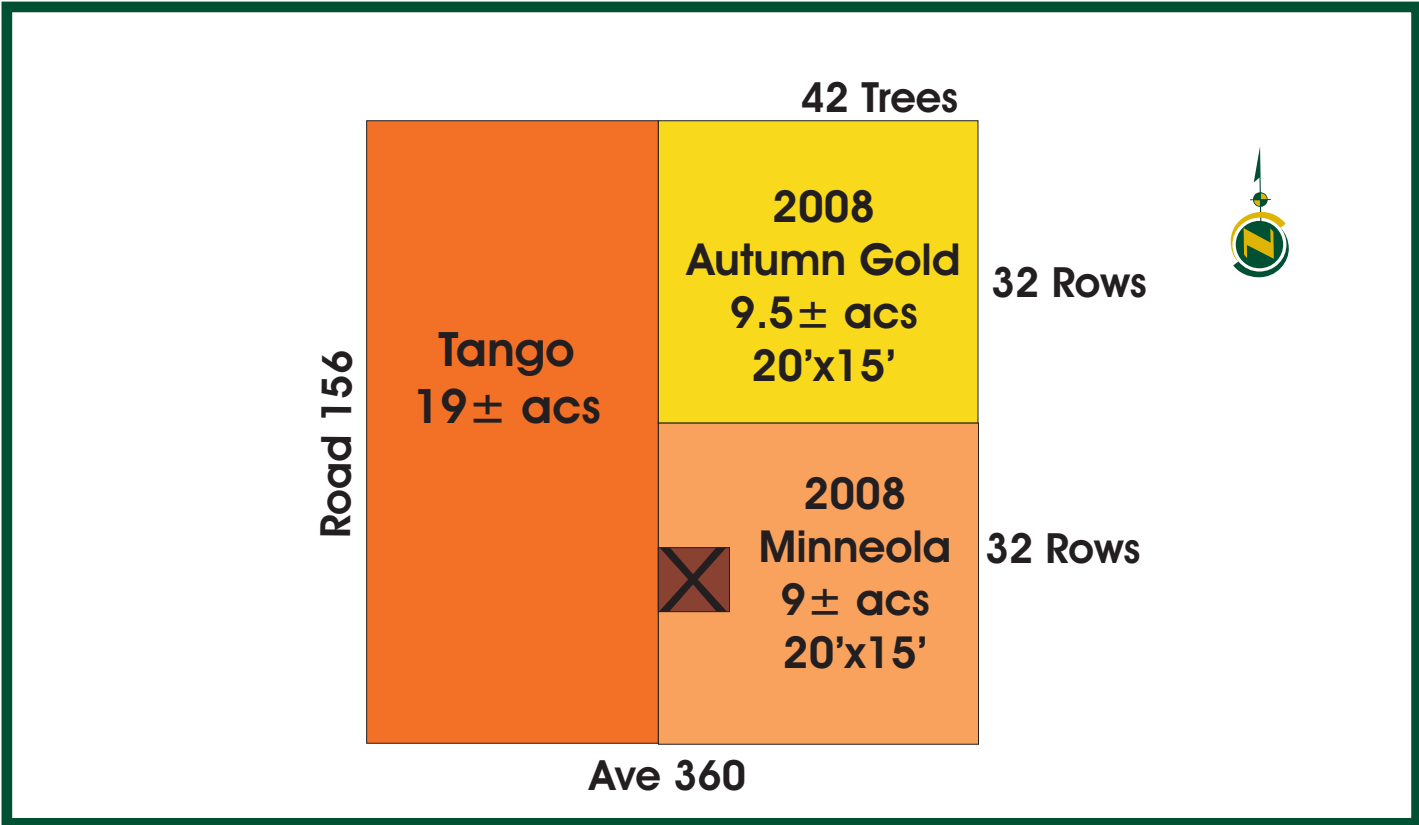 42 Trees
2008
Autumn Gold
9.5± acs
20'x15'
32 Rows
Tango
19± acs
Road 156
2008
Minneola
9± acs
20'x15'
32 Rows
Ave 360
N